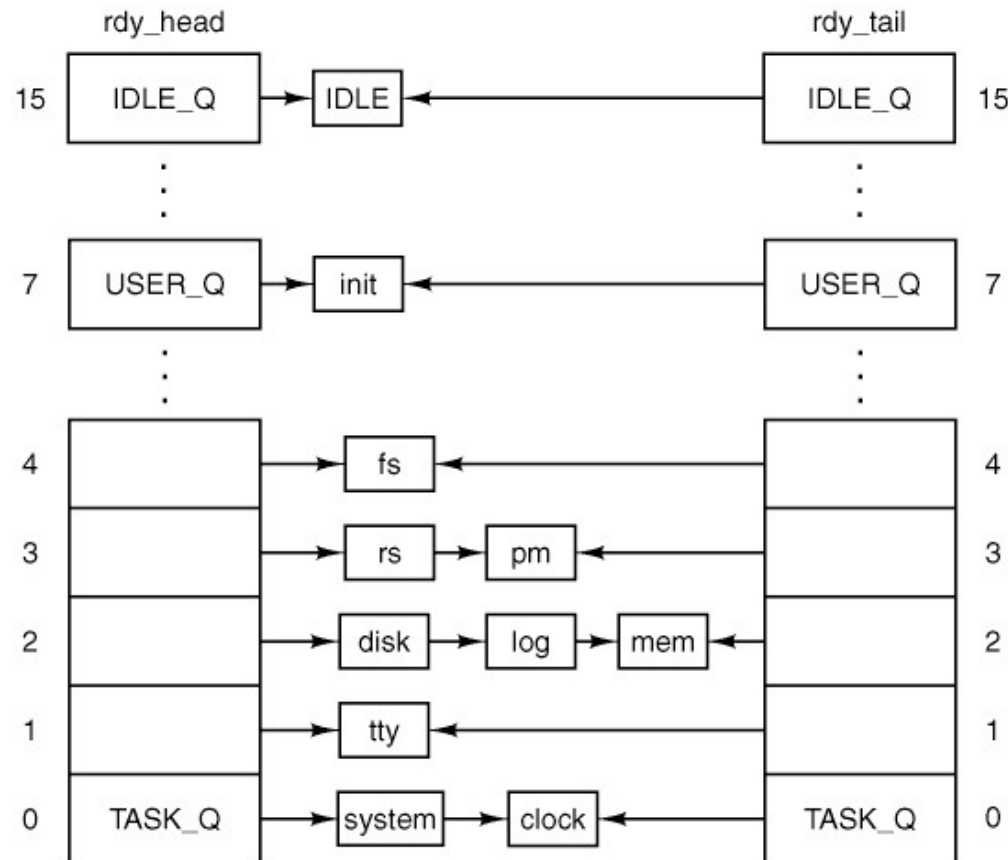 rdy_head rdy_tail
15 IDLE_Q IDLE IDLE_Q 15
7 USER_Q init USER_Q 7
4 fs 4
3 rs pm 3
2 disk log mem 2
1 tty 1
0 TASK_Q system clock TASK_Q 0